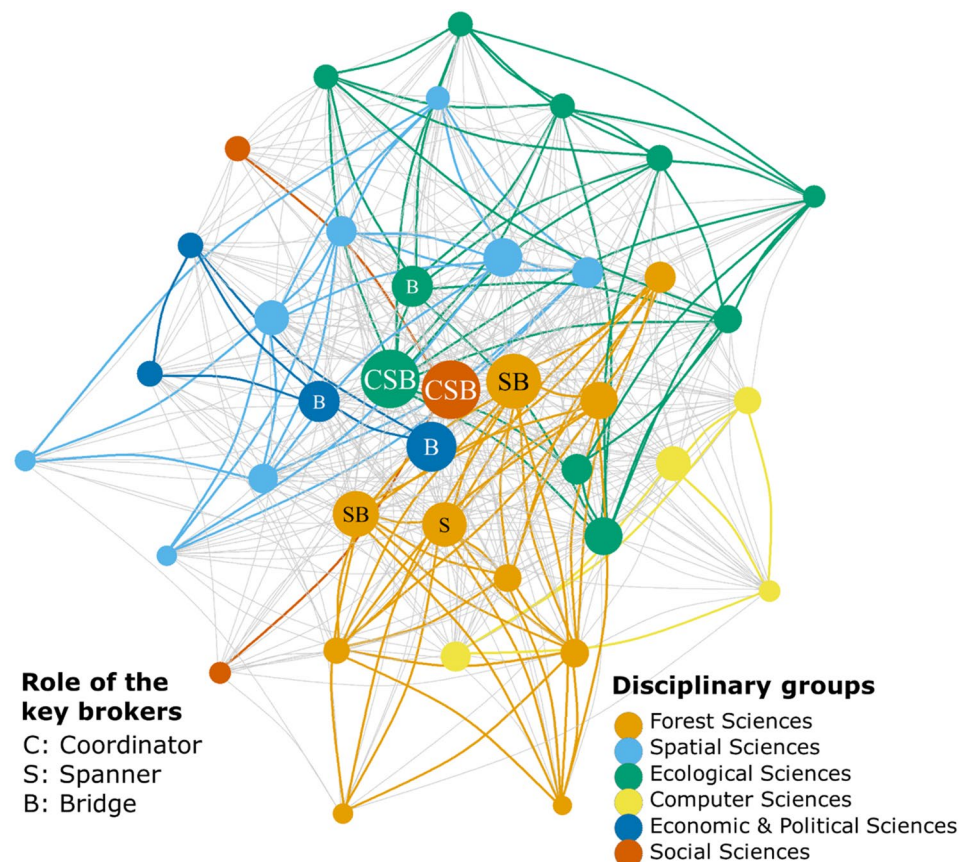 B
CSB
CSB
SB
B
B
SB
S
Role of the
key brokers
C: Coordinator
S: Spanner
B: Bridge
Disciplinary groups
Forest Sciences
Spatial Sciences
Ecological Sciences
Computer Sciences
Economic & Political Sciences
Social Sciences